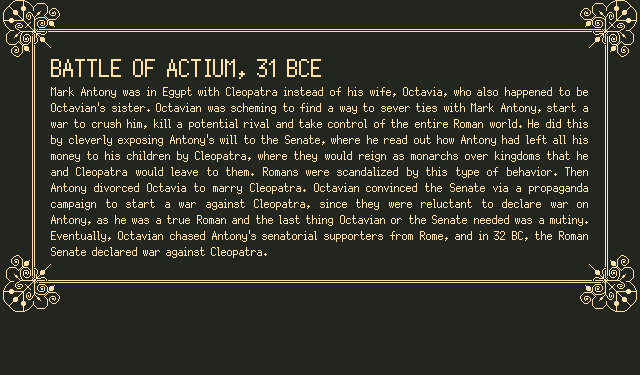 BATTLE OF ACTIUM, 31 BCE
Mark Antony was in Egypt with Cleopatra instead of his wife, Octavia, who also happened to be
Octavian's sister. Octavian was scheming to find a way to sever ties with Mark Antony, start a
war to crush him, kill a potential rival and take control of the entire Roman world. He did this
by cleverly exposing Antony's will to the Senate, where he read out how Antony had left all his
money to his children by Cleopatra, where they would reign as monarchs over kingdoms that he
and Cleopatra would leave to them. Romans were scandalized by this type of behavior. Then
Antony divorced Octavia to marry Cleopatra. Octavian convinced the Senate via a propaganda
campaign to start a war against Cleopatra, since they were reluctant to declare war on
Antony, as he was a true Roman and the last thing Octavian or the Senate needed was a mutiny.
Eventually, Octavian chased Antony's senatorial supporters from Rome, and in 32 BC, the Roman
Senate declared war against Cleopatra.